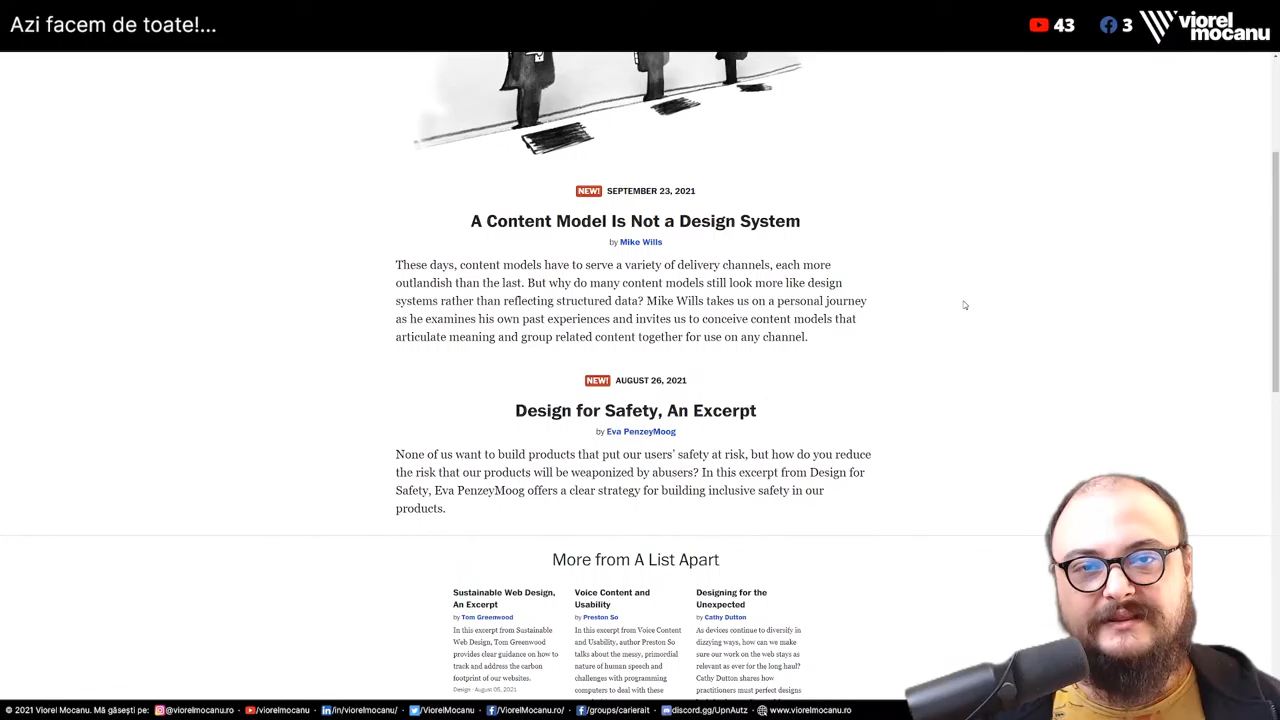 Azi facem de toate!...
43
3
viorel
mocanu
NEW! SEPTEMBER 23, 2021
A Content Model Is Not a Design System
by Mike Wills
These days, content models have to serve a variety of delivery channels, each more
outlandish than the last. But why do many content models still look more like design
systems rather than reflecting structured data? Mike Wills takes us on a personal journey
as he examines his own past experiences and invites us to conceive content models that
articulate meaning and group related content together for use on any channel.
NEW! AUGUST 26, 2021
Design for Safety, An Excerpt
by Eva PenzeyMoog
None of us want to build products that put our users’ safety at risk, but how do you reduce
the risk that our products will be weaponized by abusers? In this excerpt from Design for
Safety, Eva PenzeyMoog offers a clear strategy for building inclusive safety in our
products.
More from A List Apart
Sustainable Web Design,
An Excerpt
by Tom Greenwood
In this excerpt from Sustainable
Web Design, Tom Greenwood
provides clear guidance on how to
track and address the carbon
footprint of our websites.
Design · August 05, 2021
Voice Content and
Usability
by Preston So
In this excerpt from Voice Content
and Usability, author Preston So
talks about the messy, primordial
nature of human speech and
challenges with programming
computers to deal with these
Designing for the
Unexpected
by Cathy Dutton
As devices continue to diversify in
dizzying ways, how can we make
sure our work on the web stays as
relevant as ever for the long haul?
Cathy Dutton shares how
practitioners must perfect designs
© 2021 Viorel Mocanu. Mă găsești pe: @viorelmocanu.ro /viorelmocanu /in/viorelmocanu/ /ViorelMocanu /ViorelMocanu.ro/ /groups/carierait discord.gg/UpnAutz www.viorelmocanu.ro